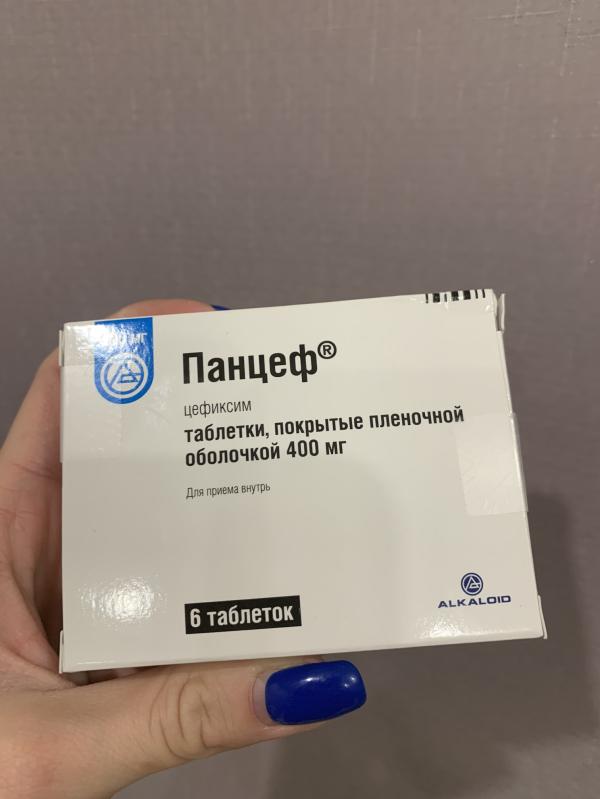 Панцеф®
цефиксим
таблетки, покрытые пленочной
оболочкой 400 мг
Для приема внутрь
6 таблеток
ALKALOID